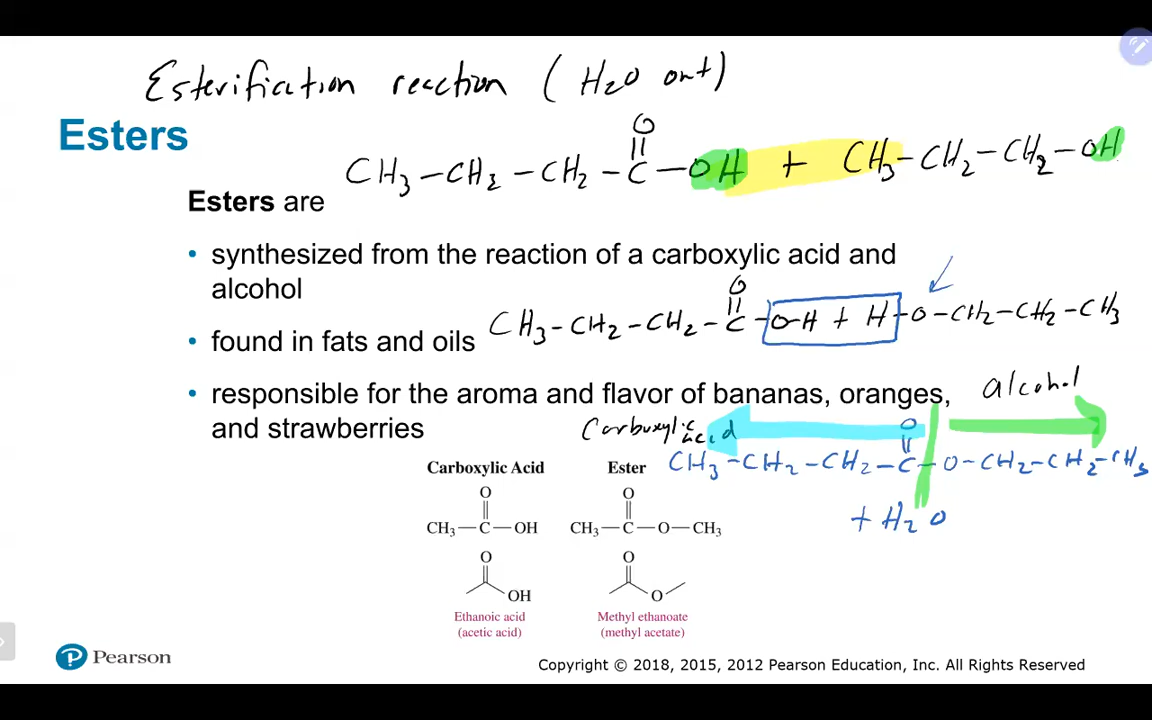 Esterification reaction (H2O out)
Esters
O
CH3-CH2-CH2-C-OH + CH3-CH2-CH2-OH
Esters are
• synthesized from the reaction of a carboxylic acid and
alcohol
O
CH3-CH2-CH2-C-O-H + H-O-CH2-CH2-CH3
• found in fats and oils
• responsible for the aroma and flavor of bananas, oranges,
and strawberries
alcohol
Carboxylic acid
O
CH3-CH2-CH2-C-O-CH2-CH2-CH3
+ H2O
Carboxylic Acid Ester
O O
CH3—C—OH CH3—C—O—CH3
O O
OH O
Ethanoic acid Methyl ethanoate
(acetic acid) (methyl acetate)
P Pearson
Copyright © 2018, 2015, 2012 Pearson Education, Inc. All Rights Reserved